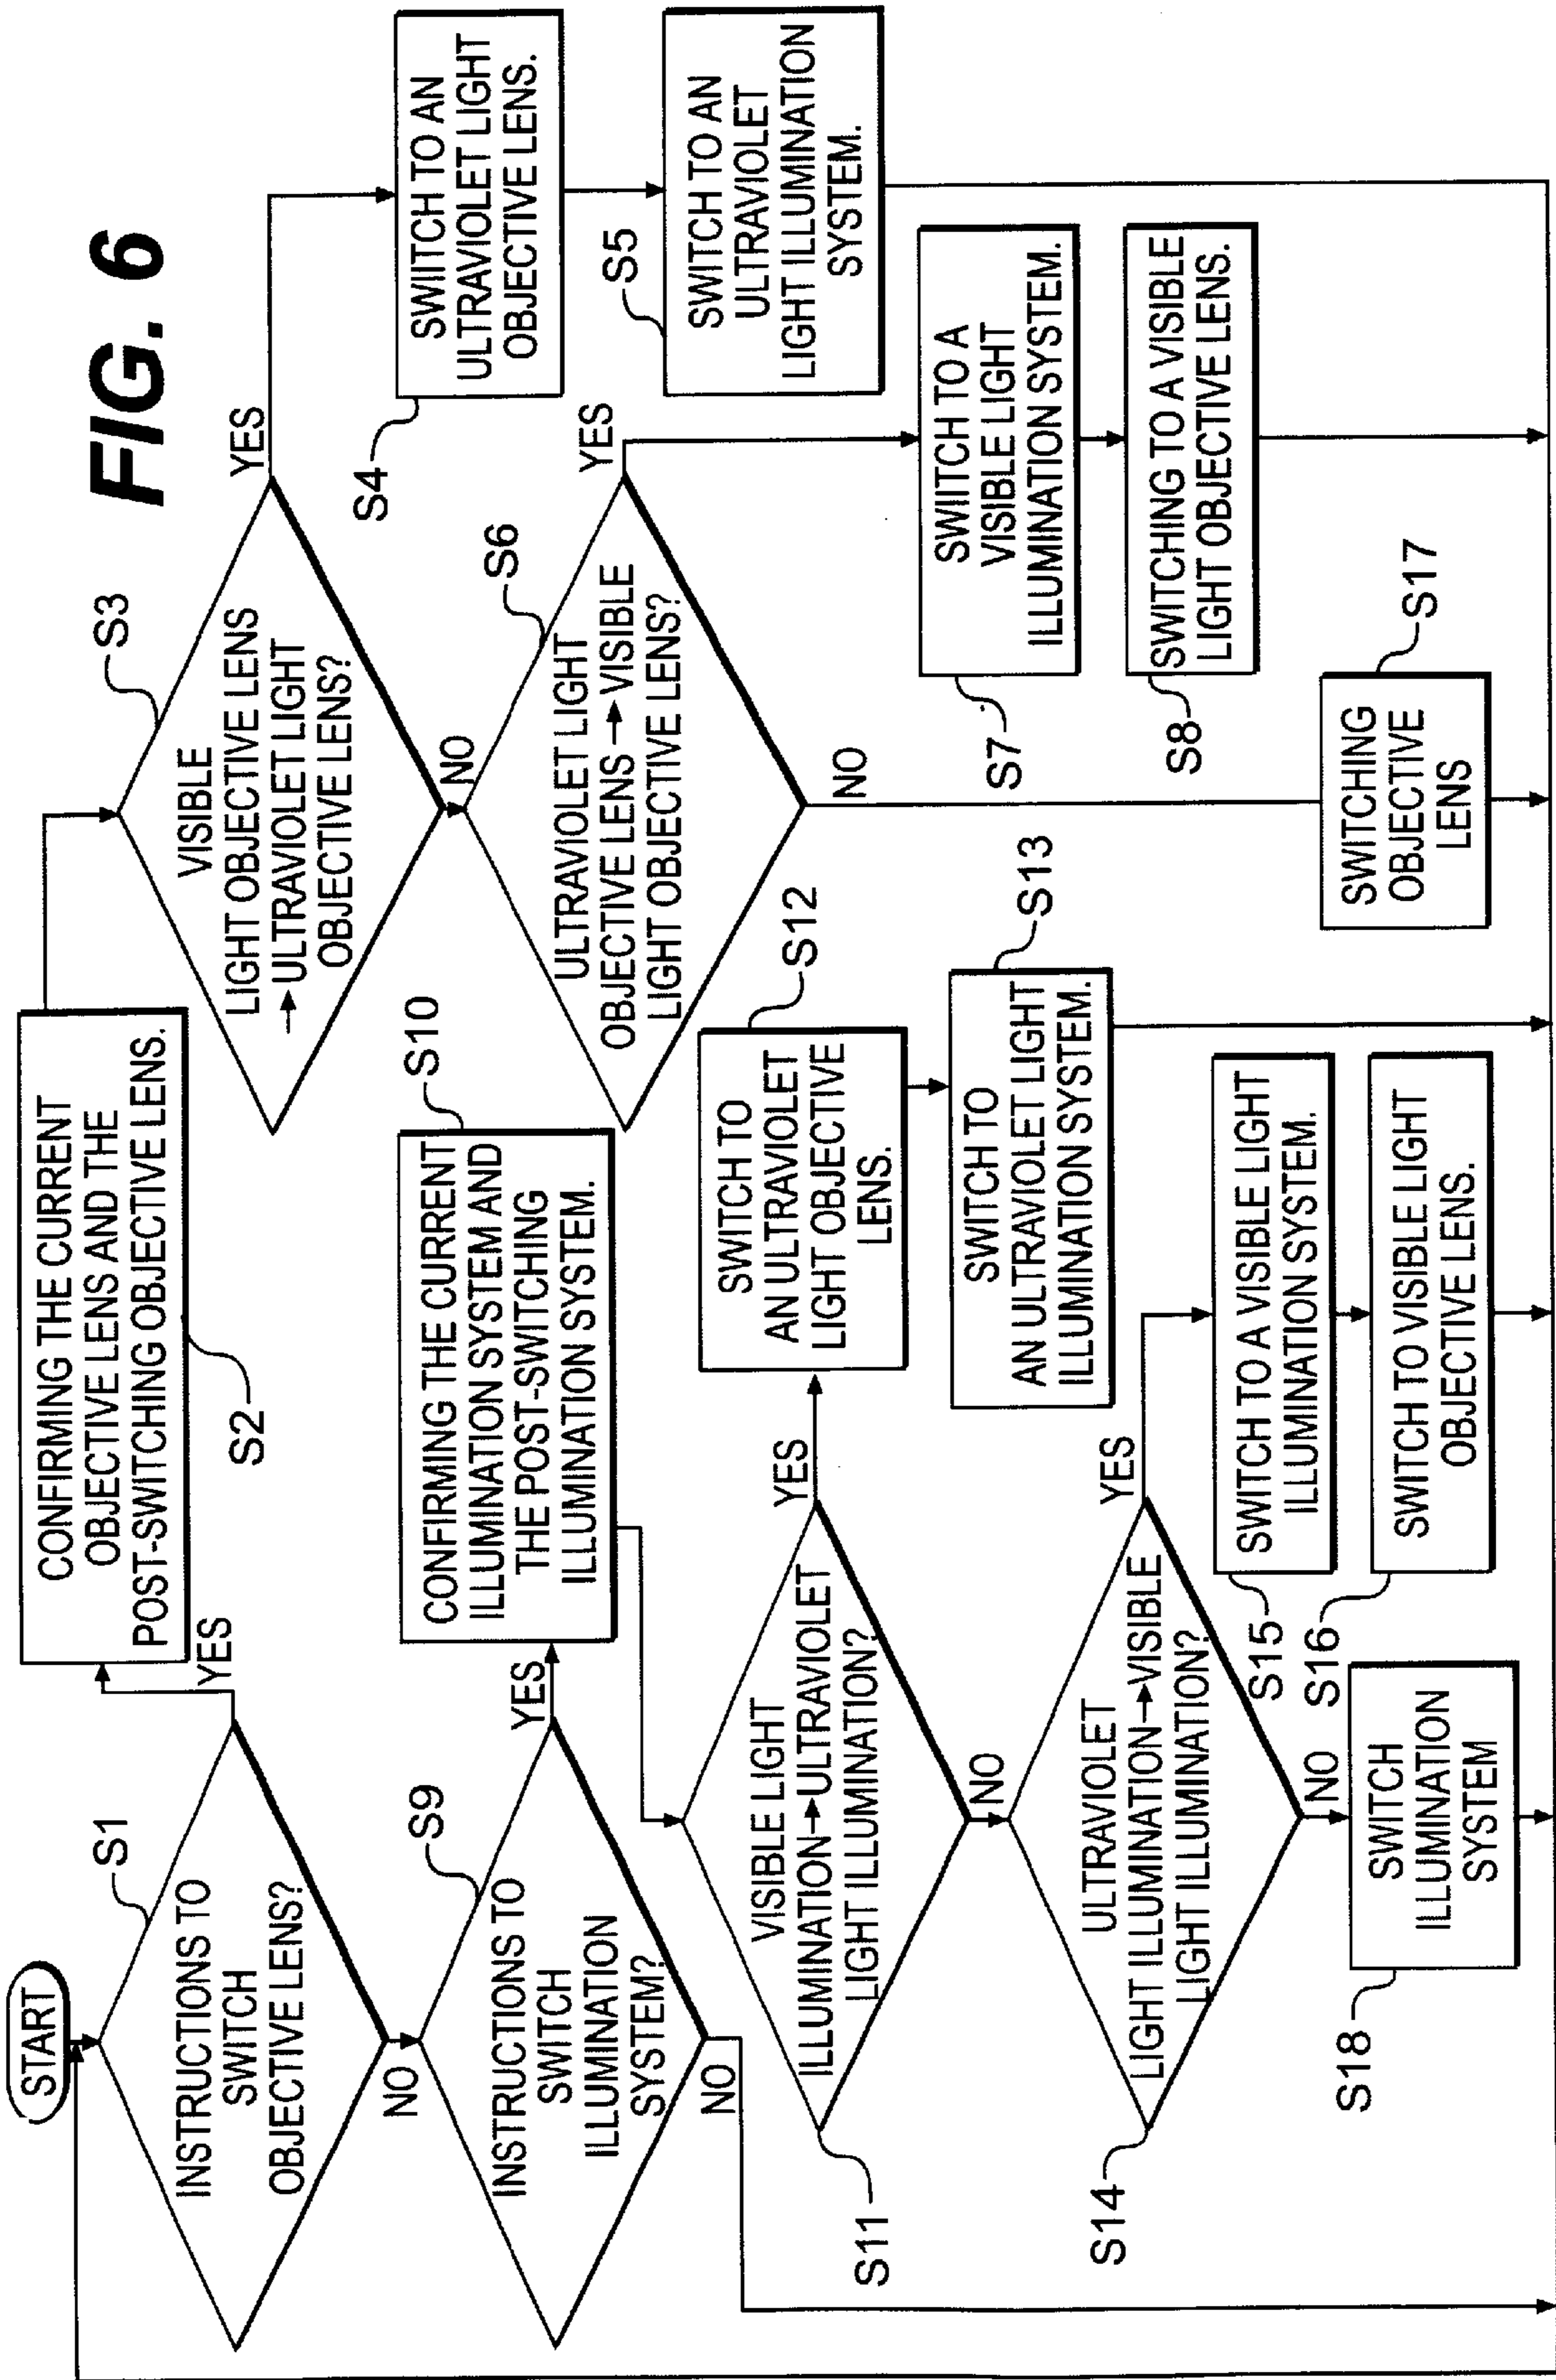 FIG. 6
START
INSTRUCTIONS TO
SWITCH
OBJECTIVE LENS?
S1
YES
NO
CONFIRMING THE CURRENT
OBJECTIVE LENS AND THE
POST-SWITCHING OBJECTIVE LENS.
S2
VISIBLE
LIGHT OBJECTIVE LENS
→ULTRAVIOLET LIGHT
OBJECTIVE LENS?
S3
YES
NO
SWIITCH TO AN
ULTRAVIOLET LIGHT
OBJECTIVE LENS.
S4
SWITCH TO AN
ULTRAVIOLET
LIGHT ILLUMINATION
SYSTEM.
S5
ULTRAVIOLET LIGHT
OBJECTIVE LENS→VISIBLE
LIGHT OBJECTIVE LENS?
S6
YES
NO
SWIITCH TO A
VISIBLE LIGHT
ILLUMINATION SYSTEM.
S7
SWITCHING TO A VISIBLE
LIGHT OBJECTIVE LENS.
S8
SWITCHING
OBJECTIVE
LENS
S17
INSTRUCTIONS TO
SWITCH
ILLUMINATION
SYSTEM?
S9
YES
NO
CONFIRMING THE CURRENT
ILLUMINATION SYSTEM AND
THE POST-SWITCHING
ILLUMINATION SYSTEM.
S10
VISIBLE LIGHT
ILLUMINATION→ULTRAVIOLET
LIGHT ILLUMINATION?
S11
YES
NO
SWITCH TO
AN ULTRAVIOLET
LIGHT OBJECTIVE
LENS.
S12
SWITCH TO
AN ULTRAVIOLET LIGHT
ILLUMINATION SYSTEM.
S13
ULTRAVIOLET
LIGHT ILLUMINATION→VISIBLE
LIGHT ILLUMINATION?
S14
YES
NO
SWITCH TO A VISIBLE LIGHT
ILLUMINATION SYSTEM.
S15
SWITCH TO VISIBLE LIGHT
OBJECTIVE LENS.
S16
SWITCH
ILLUMINATION
SYSTEM
S18